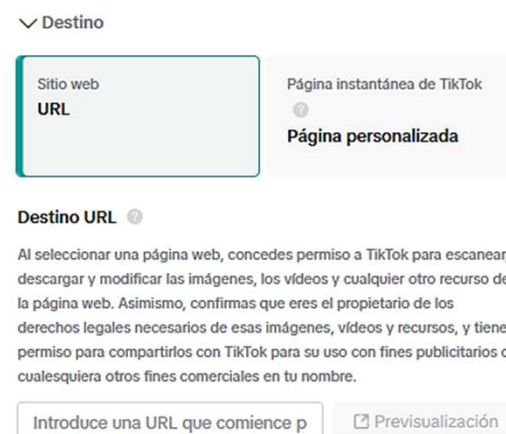 Destino
Sitio web
URL
Página instantánea de TikTok
Página personalizada
Destino URL
Al seleccionar una página web, concedes permiso a TikTok para escanear,
descargar y modificar las imágenes, los vídeos y cualquier otro recurso de
la página web. Asimismo, confirmas que eres el propietario de los
derechos legales necesarios de esas imágenes, vídeos y recursos, y tiene
permiso para compartirlos con TikTok para su uso con fines publicitarios o
cualesquiera otros fines comerciales en tu nombre.
Introduce una URL que comience p
Previsualización